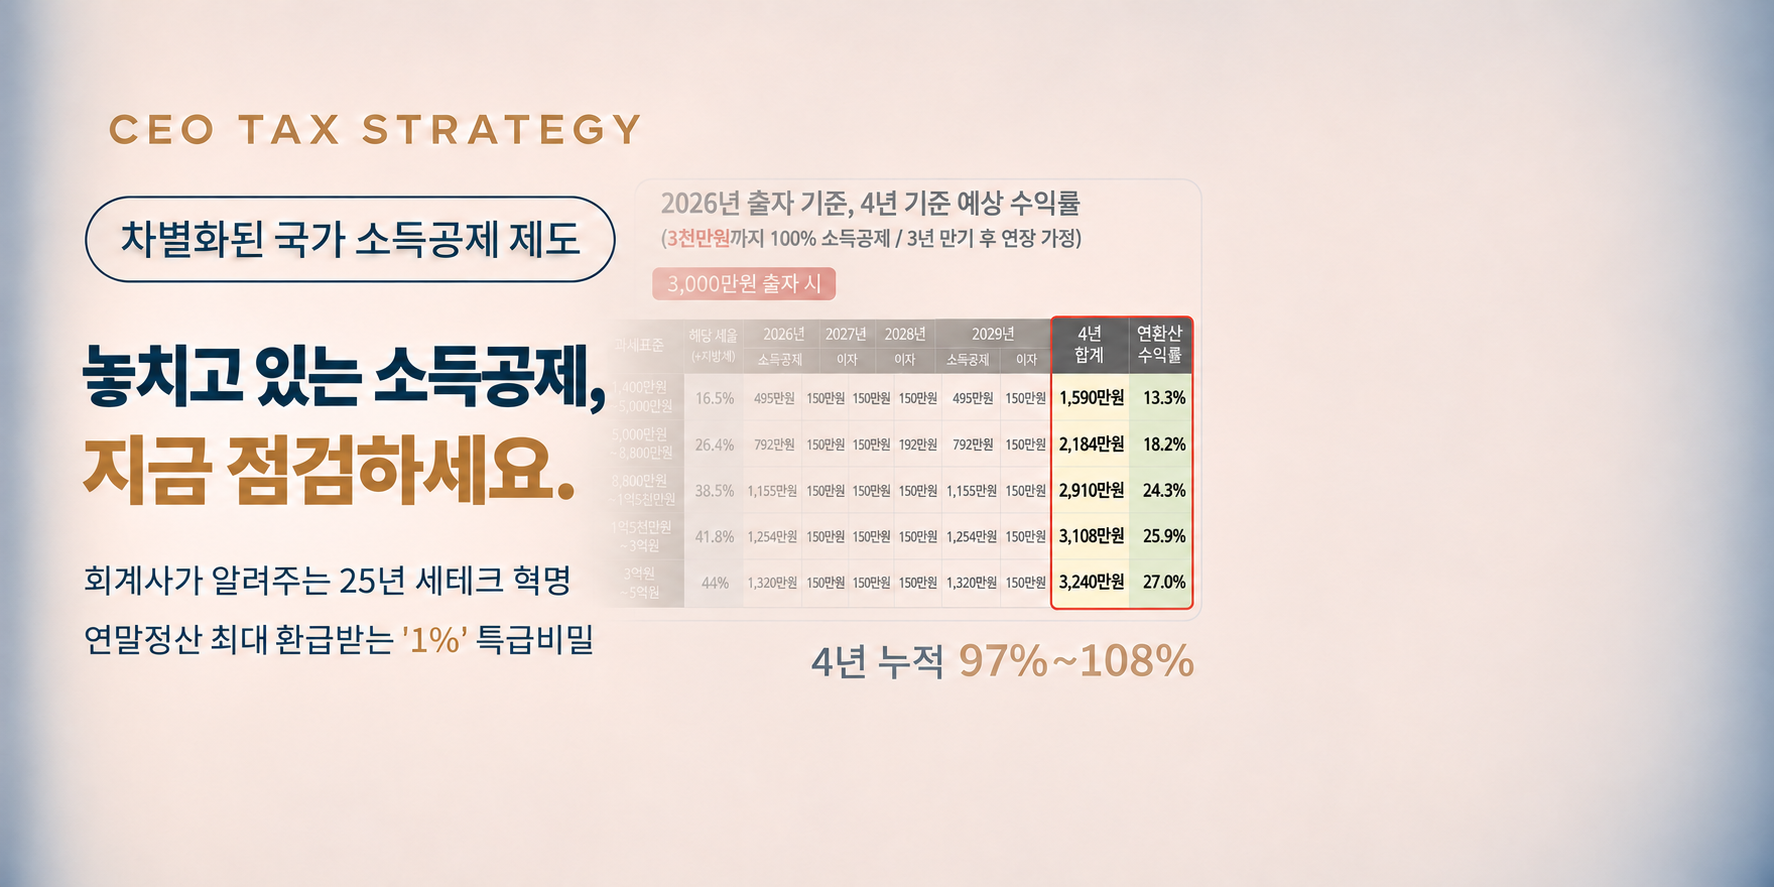 CEO TAX STRATEGY
차별화된 국가 소득공제 제도
놓치고 있는 소득공제,
지금 점검하세요.
회계사가 알려주는 25년 세테크 혁명
연말정산 최대 환급받는 '1%' 특급비밀
2026년 출자 기준, 4년 기준 예상 수익률
(3천만원까지 100% 소득공제 / 3년 만기 후 연장 가정)
3,000만원 출자 시
과세표준 해당 세율 (+지방세) 2026년 2027년 2028년 2029년 4년 합계 연환산 수익률
소득공제 이자 이자 소득공제 이자
1,400만원 ~5,000만원 16.5% 495만원 150만원 150만원 150만원 495만원 150만원 1,590만원 13.3%
5,000만원 ~8,800만원 26.4% 792만원 150만원 150만원 192만원 792만원 150만원 2,184만원 18.2%
8,800만원 ~1억5천만원 38.5% 1,155만원 150만원 150만원 150만원 1,155만원 150만원 2,910만원 24.3%
1억5천만원 ~3억원 41.8% 1,254만원 150만원 150만원 150만원 1,254만원 150만원 3,108만원 25.9%
3억원 ~5억원 44% 1,320만원 150만원 150만원 150만원 1,320만원 150만원 3,240만원 27.0%
4년 누적 97%~108%